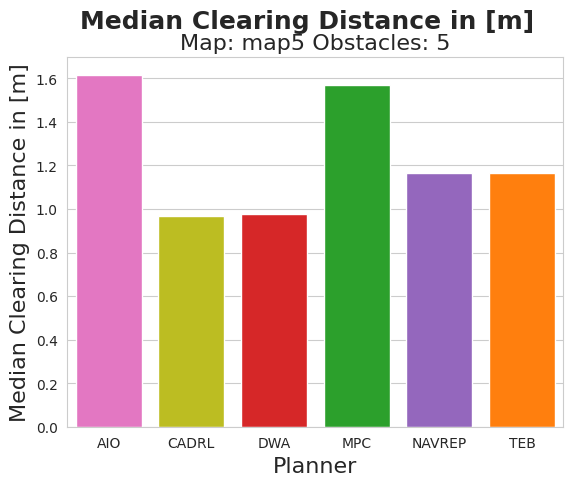 Median Clearing Distance in [m]
Map: map5 Obstacles: 5
Median Clearing Distance in [m]
1.6
1.4
1.2
1.0
0.8
0.6
0.4
0.2
0.0
AIO CADRL DWA MPC NAVREP TEB
Planner